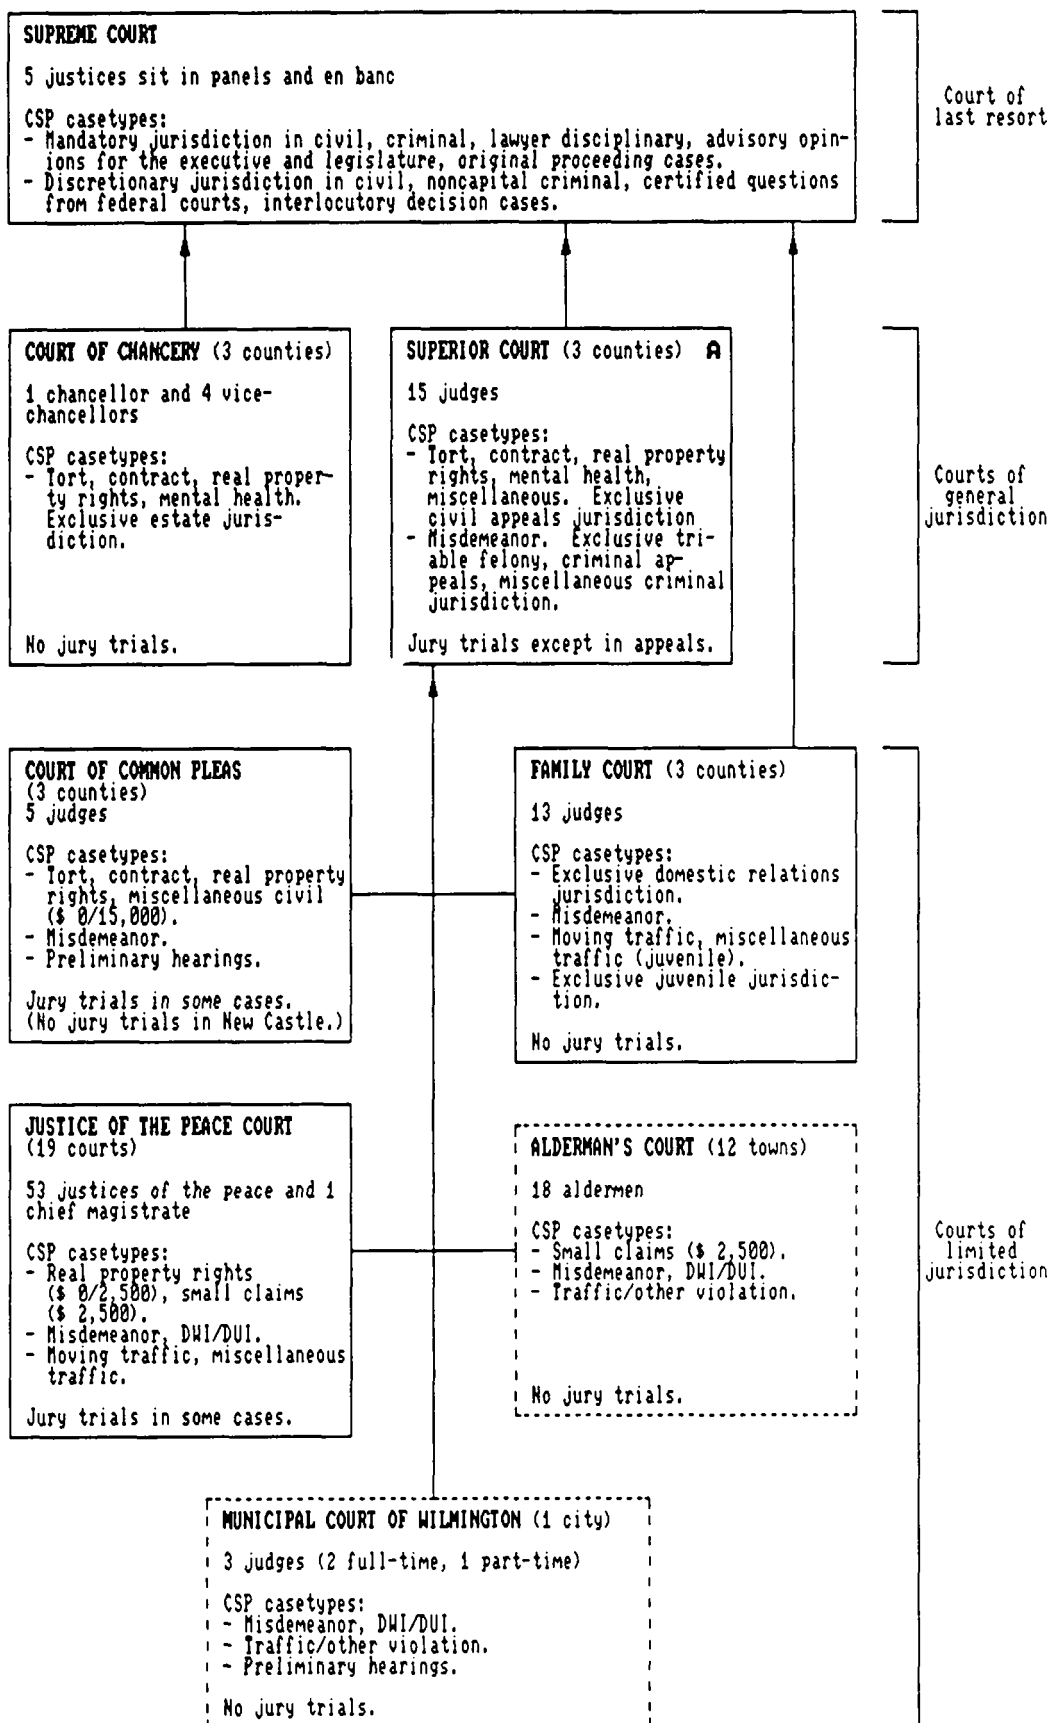 SUPREME COURT
5 justices sit in panels and en banc
CSP casetypes:
- Mandatory jurisdiction in civil, criminal, lawyer disciplinary, advisory opin-
ions for the executive and legislature, original proceeding cases.
- Discretionary jurisdiction in civil, noncapital criminal, certified questions
from federal courts, interlocutory decision cases.
Court of
last resort
COURT OF CHANCERY (3 counties)
1 chancellor and 4 vice-
chancellors
CSP casetypes:
- Tort, contract, real proper-
ty rights, mental health.
Exclusive estate juris-
diction.
No jury trials.
SUPERIOR COURT (3 counties) A
15 judges
CSP casetypes:
- Tort, contract, real property
rights, mental health,
miscellaneous. Exclusive
civil appeals jurisdiction
- Misdemeanor. Exclusive tri-
able felony, criminal ap-
peals, miscellaneous criminal
jurisdiction.
Jury trials except in appeals.
Courts of
general
jurisdiction
COURT OF COMMON PLEAS
(3 counties)
5 judges
CSP casetypes:
- Tort, contract, real property
rights, miscellaneous civil
($ 0/15,000).
- Misdemeanor.
- Preliminary hearings.
Jury trials in some cases.
(No jury trials in New Castle.)
FAMILY COURT (3 counties)
13 judges
CSP casetypes:
- Exclusive domestic relations
jurisdiction.
- Misdemeanor.
- Moving traffic, miscellaneous
traffic (juvenile).
- Exclusive juvenile jurisdic-
tion.
No jury trials.
JUSTICE OF THE PEACE COURT
(19 courts)
53 justices of the peace and 1
chief magistrate
CSP casetypes:
- Real property rights
($ 0/2,500), small claims
($ 2,500).
- Misdemeanor, DWI/DUI.
- Moving traffic, miscellaneous
traffic.
Jury trials in some cases.
ALDERMAN'S COURT (12 towns)
18 aldermen
CSP casetypes:
- Small claims ($ 2,500).
- Misdemeanor, DWI/DUI.
- Traffic/other violation.
No jury trials.
Courts of
limited
jurisdiction
MUNICIPAL COURT OF WILMINGTON (1 city)
3 judges (2 full-time, 1 part-time)
CSP casetypes:
- Misdemeanor, DWI/DUI.
- Traffic/other violation.
- Preliminary hearings.
No jury trials.